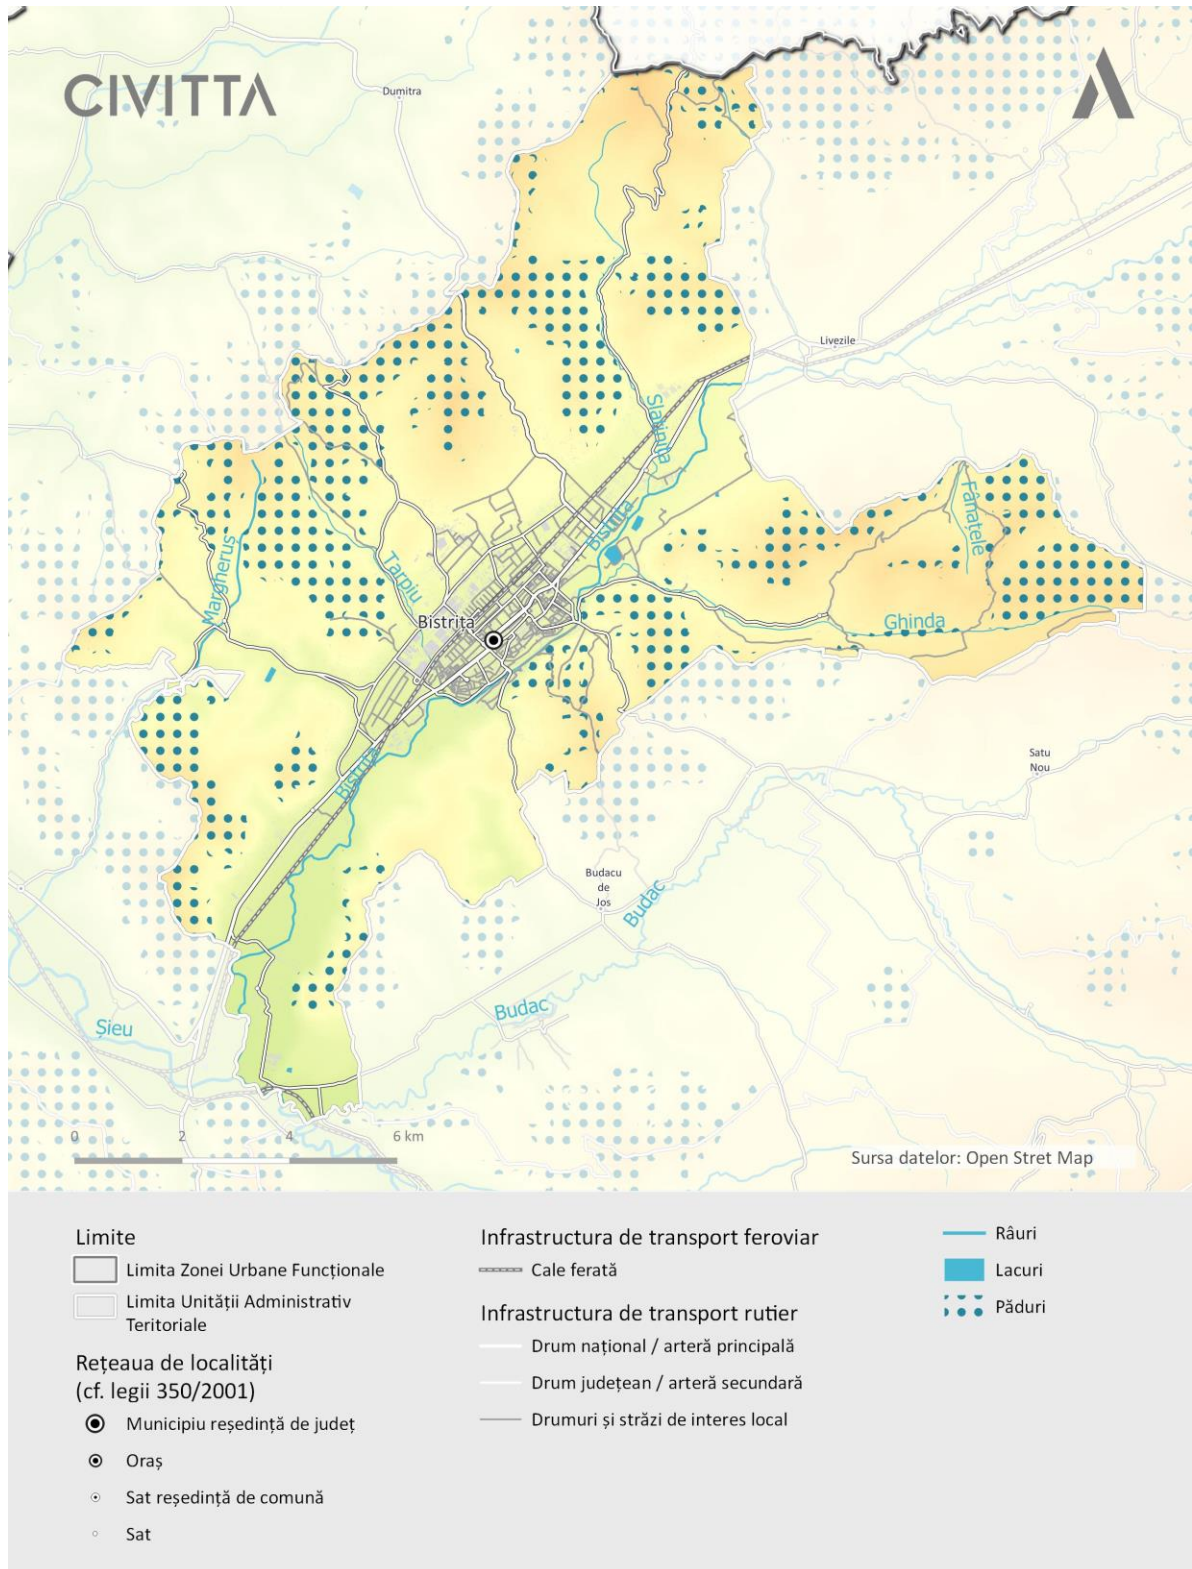 CIVITTA
Dumitra
Livezile
Slătinița
Fânațele
Bistrița
Margherus
Tarpiu
Bistrița
Ghinda
Bistrița
Satu
Nou
Budacu
de
Jos
Budac
Budac
Șieu
0 2 4 6 km
Sursa datelor: Open Stret Map
Limite
Limita Zonei Urbane Funcționale
Limita Unității Administrativ
Teritoriale
Rețeaua de localități
(cf. legii 350/2001)
Municipiu reședință de județ
Oraș
Sat reședință de comună
Sat
Infrastructura de transport feroviar
Cale ferată
Infrastructura de transport rutier
Drum național / arteră principală
Drum județean / arteră secundară
Drumuri și străzi de interes local
Râuri
Lacuri
Păduri